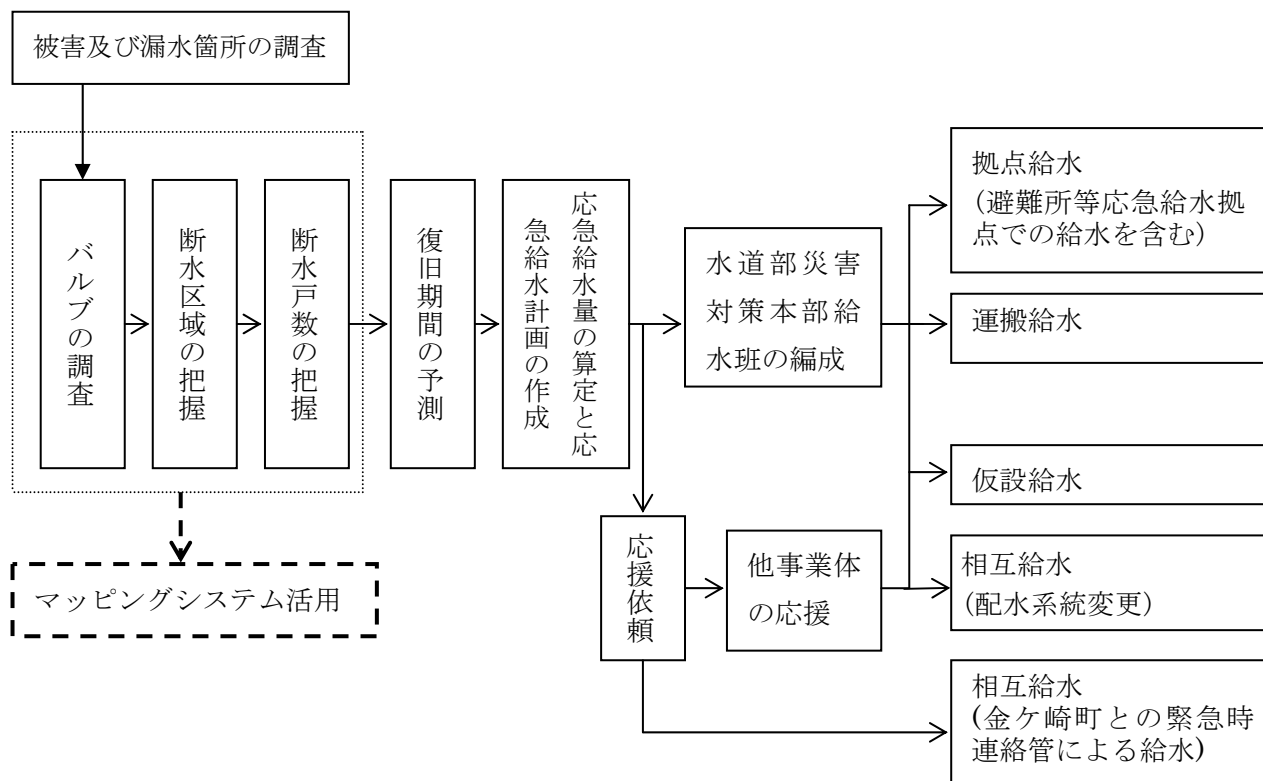 被害及び漏水箇所の調査
バルブの調査
断水区域の把握
断水戸数の把握
復旧期間の予測
応急給水量の算定と応
急給水計画の作成
水道部災害
対策本部給
水班の編成
拠点給水
(避難所等応急給水拠
点での給水を含む)
運搬給水
仮設給水
マッピングシステム活用
応援依頼
他事業体
の応援
相互給水
(配水系統変更)
相互給水
(金ケ崎町との緊急時
連絡管による給水)